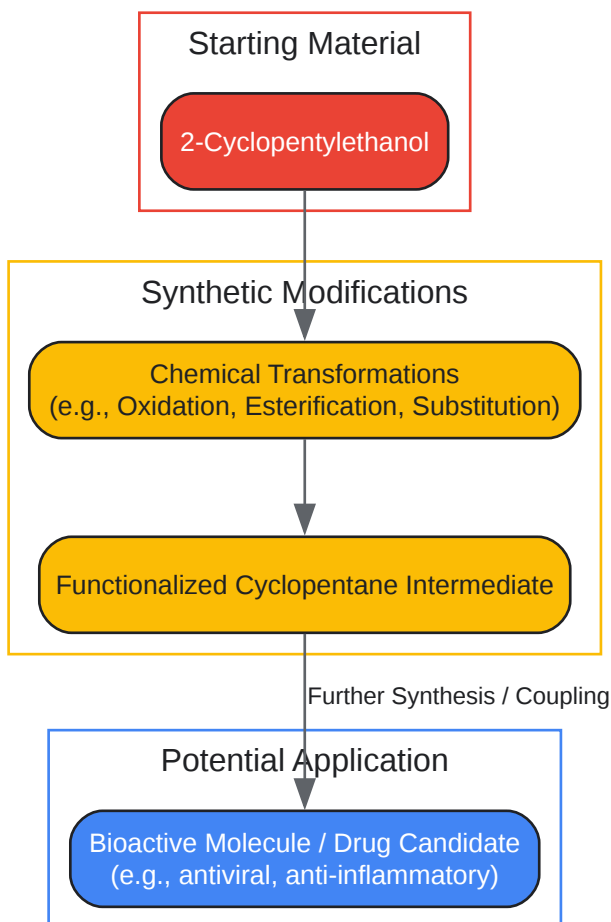 Starting Material
2-Cyclopentylethanol
Synthetic Modifications
Chemical Transformations
(e.g., Oxidation, Esterification, Substitution)
Functionalized Cyclopentane Intermediate
Further Synthesis / Coupling
Potential Application
Bioactive Molecule / Drug Candidate
(e.g., antiviral, anti-inflammatory)